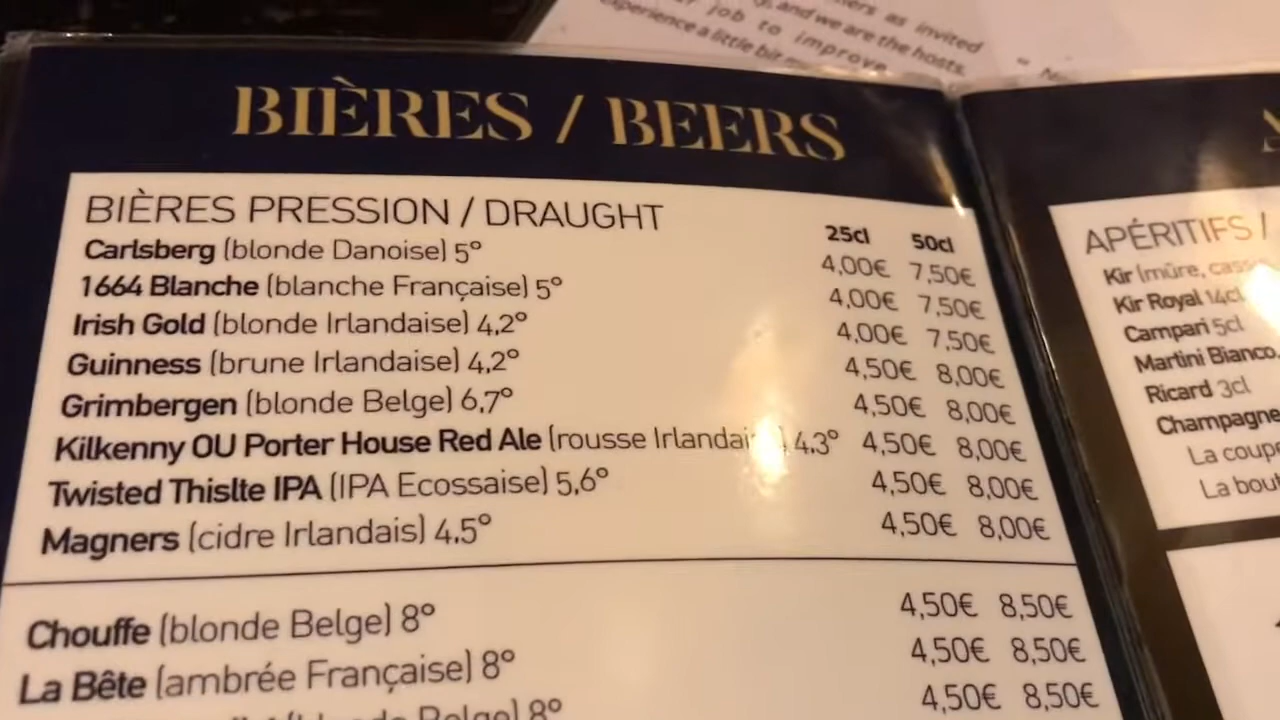 ers as invited
, and we are the hosts.
job to improve
experience a little bit
BIÈRES / BEERS
BIÈRES PRESSION / DRAUGHT
25cl 50cl
Carlsberg (blonde Danoise) 5° 4,00€ 7,50€
1664 Blanche (blanche Française) 5° 4,00€ 7,50€
Irish Gold (blonde Irlandaise) 4,2° 4,00€ 7,50€
Guinness (brune Irlandaise) 4,2° 4,50€ 8,00€
Grimbergen (blonde Belge) 6,7° 4,50€ 8,00€
Kilkenny OU Porter House Red Ale (rousse Irlandai ) 4.3° 4,50€ 8,00€
Twisted Thislte IPA (IPA Ecossaise) 5,6° 4,50€ 8,00€
Magners (cidre Irlandais) 4.5° 4,50€ 8,00€
Chouffe (blonde Belge) 8° 4,50€ 8,50€
La Bête (ambrée Française) 8° 4,50€ 8,50€
Belge) 8° 4,50€ 8,50€
APÉRITIFS /
Kir (mûre, cass
Kir Royal 14cl
Campari 5cl
Martini Bianco,
Ricard 3cl
Champagne
La coupe
La bout